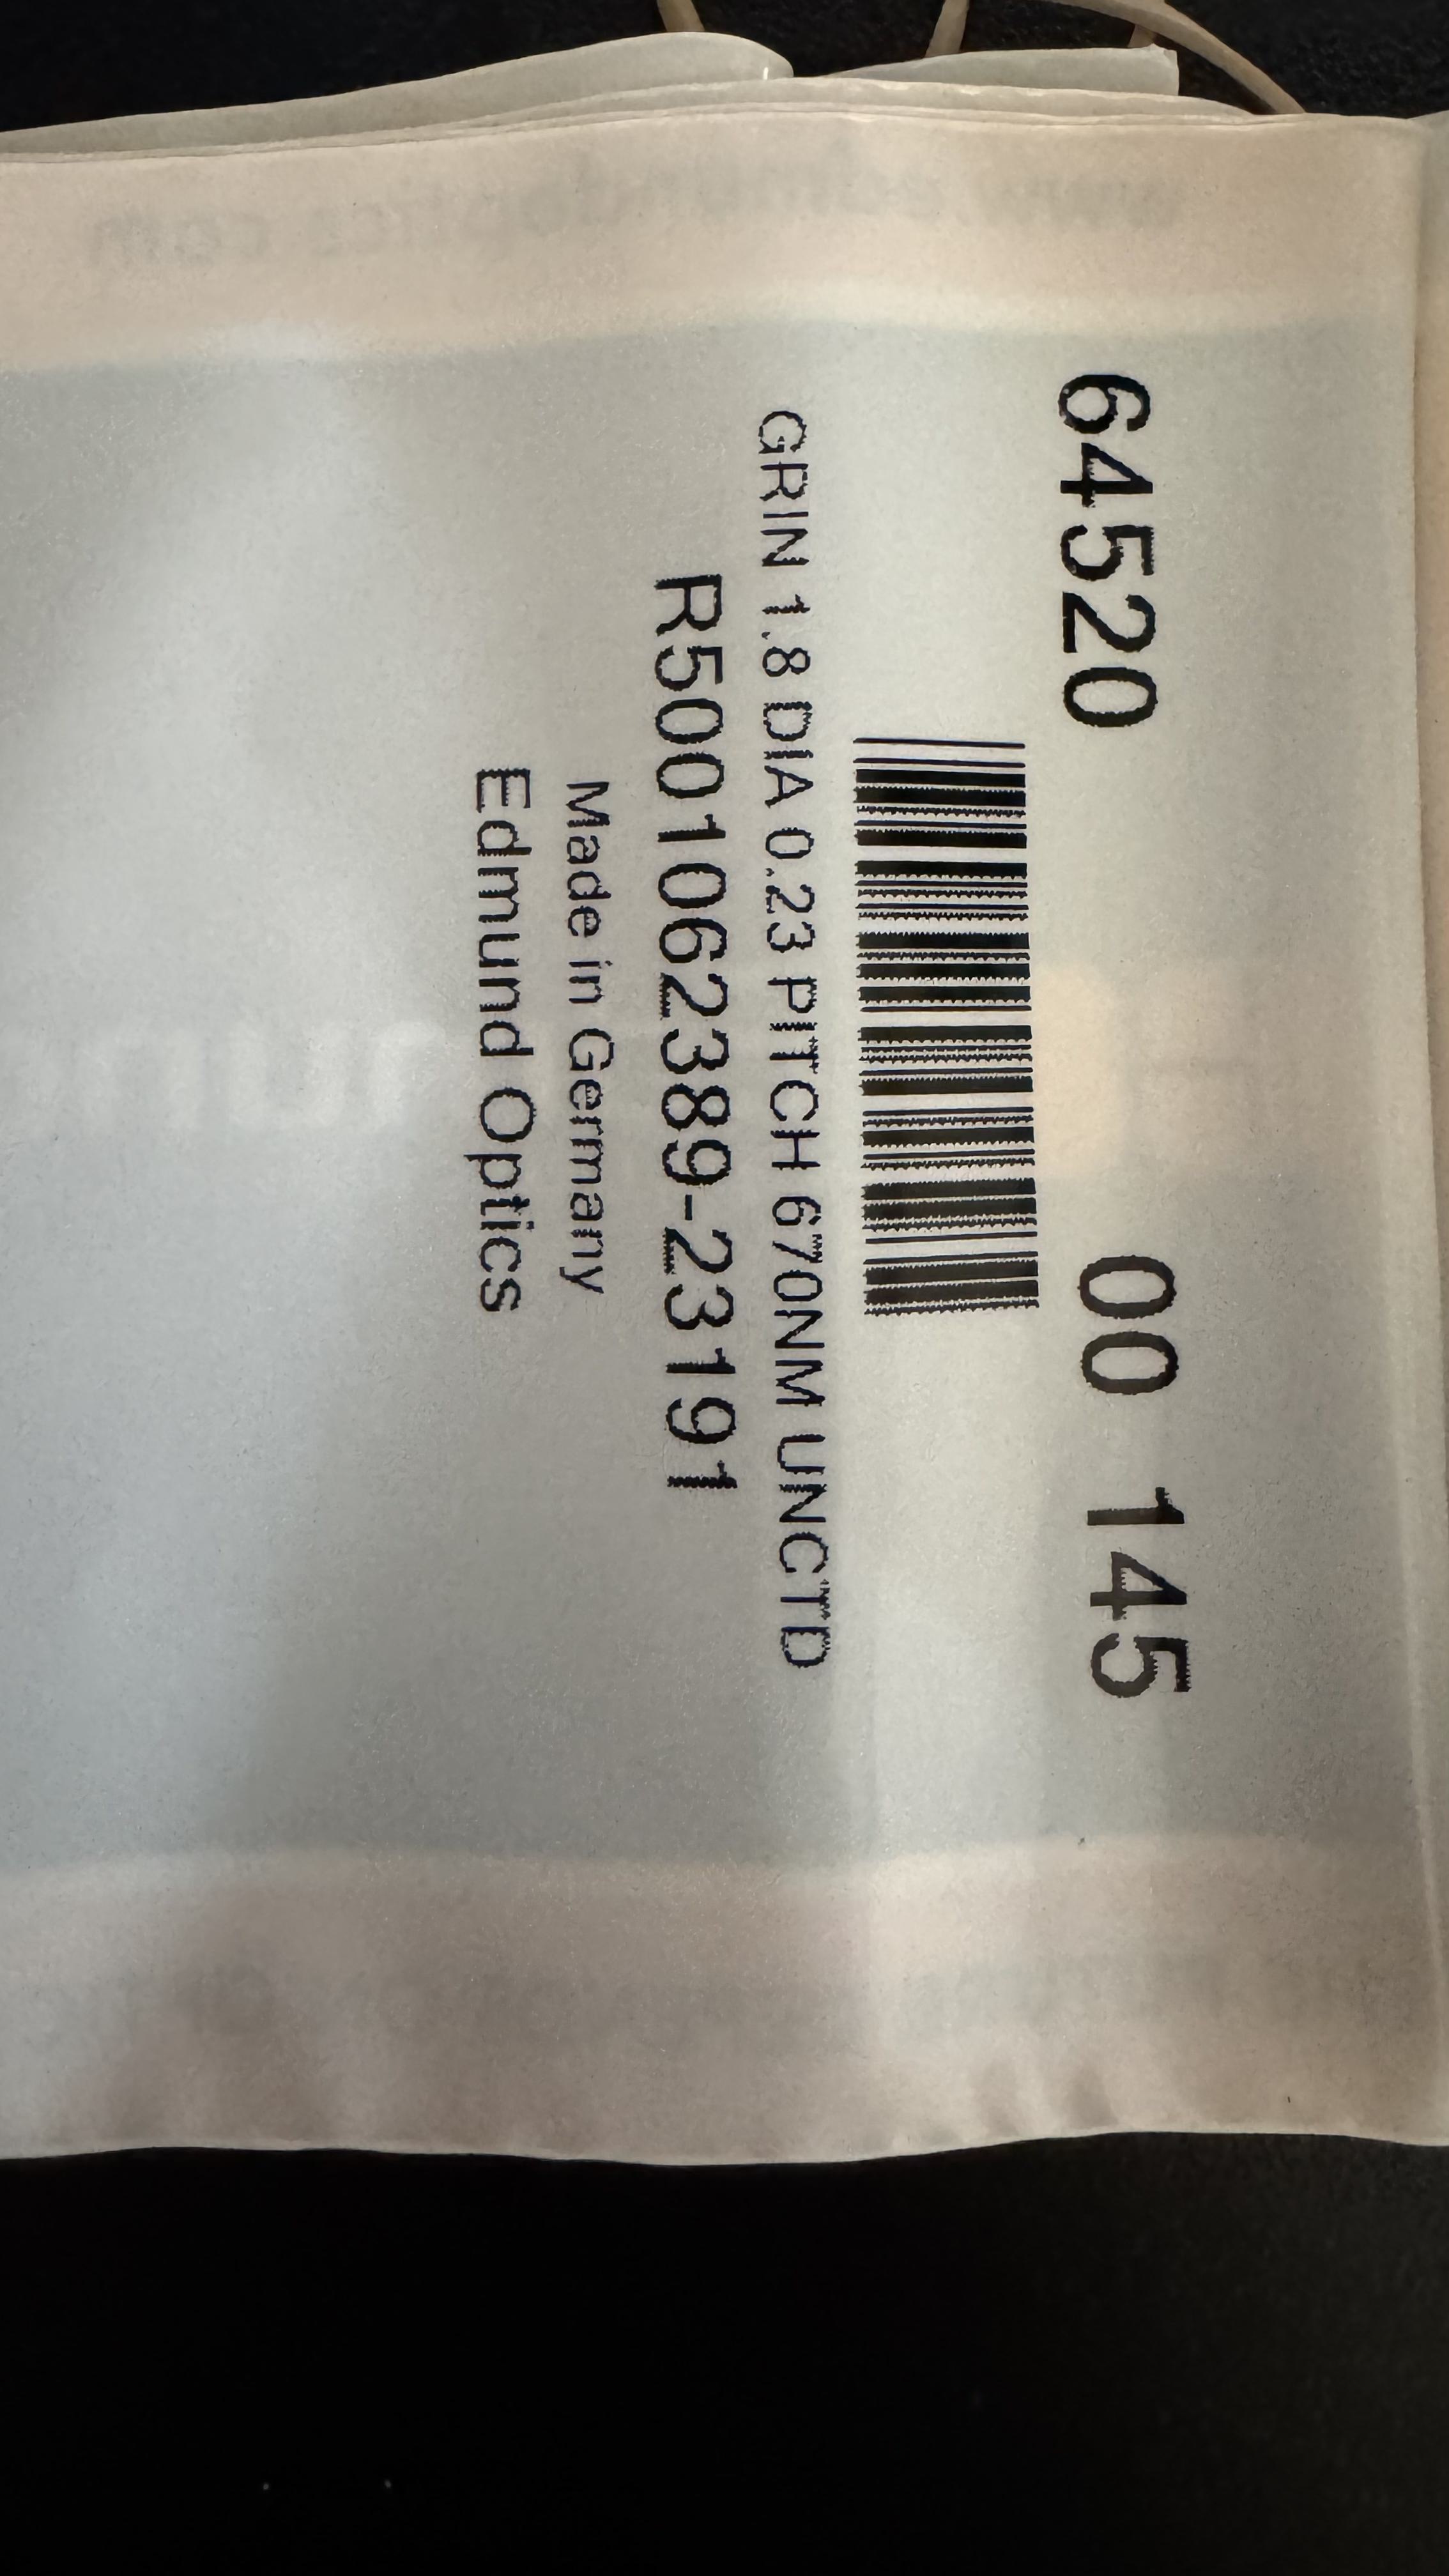 64520 00 145
GRIN 1.8 DIA 0.23 PITCH 670NM UNCTD
R5001062389-23191
Made in Germany
Edmund Optics